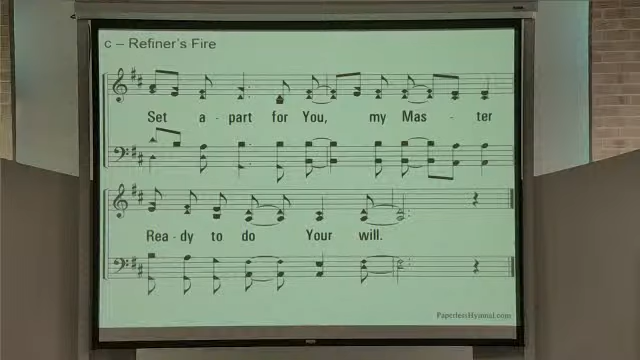 c – Refiner's Fire
Set a - part for You, my Mas - ter
Rea - dy to do Your will.
PaperlessHymnal.com